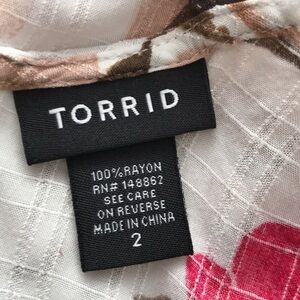 TORRID
100% RAYON
RN# 148862
SEE CARE
ON REVERSE
MADE IN CHINA
2